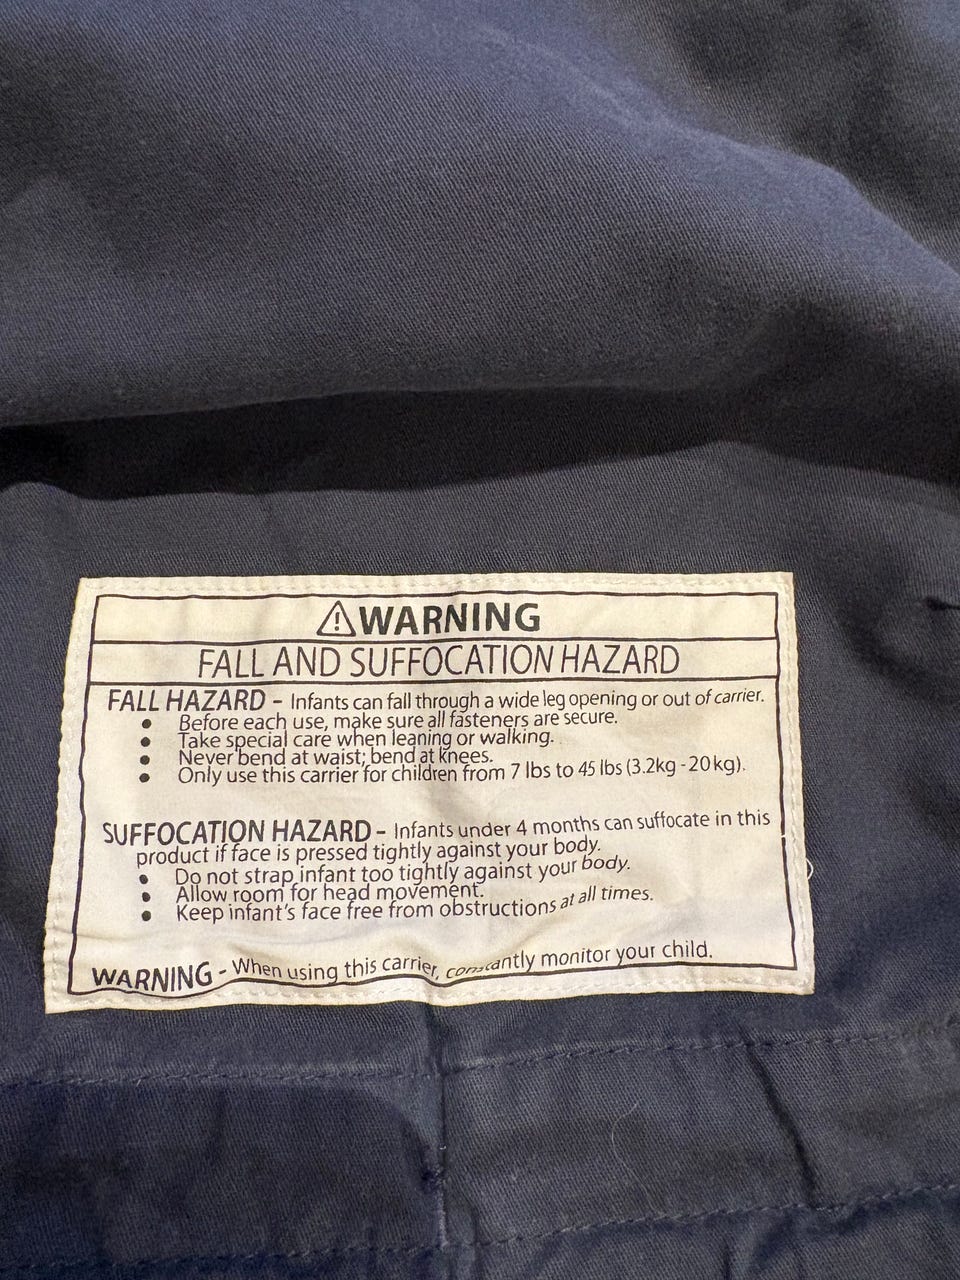 ⚠WARNING
FALL AND SUFFOCATION HAZARD
FALL HAZARD – Infants can fall through a wide leg opening or out of carrier.
• Before each use, make sure all fasteners are secure.
• Take special care when leaning or walking.
• Never bend at waist; bend at knees.
• Only use this carrier for children from 7 lbs to 45 lbs (3.2kg - 20 kg).
SUFFOCATION HAZARD – Infants under 4 months can suffocate in this
product if face is pressed tightly against your body.
• Do not strap infant too tightly against your body.
• Allow room for head movement.
• Keep infant's face free from obstructions at all times.
WARNING - When using this carrier, constantly monitor your child.